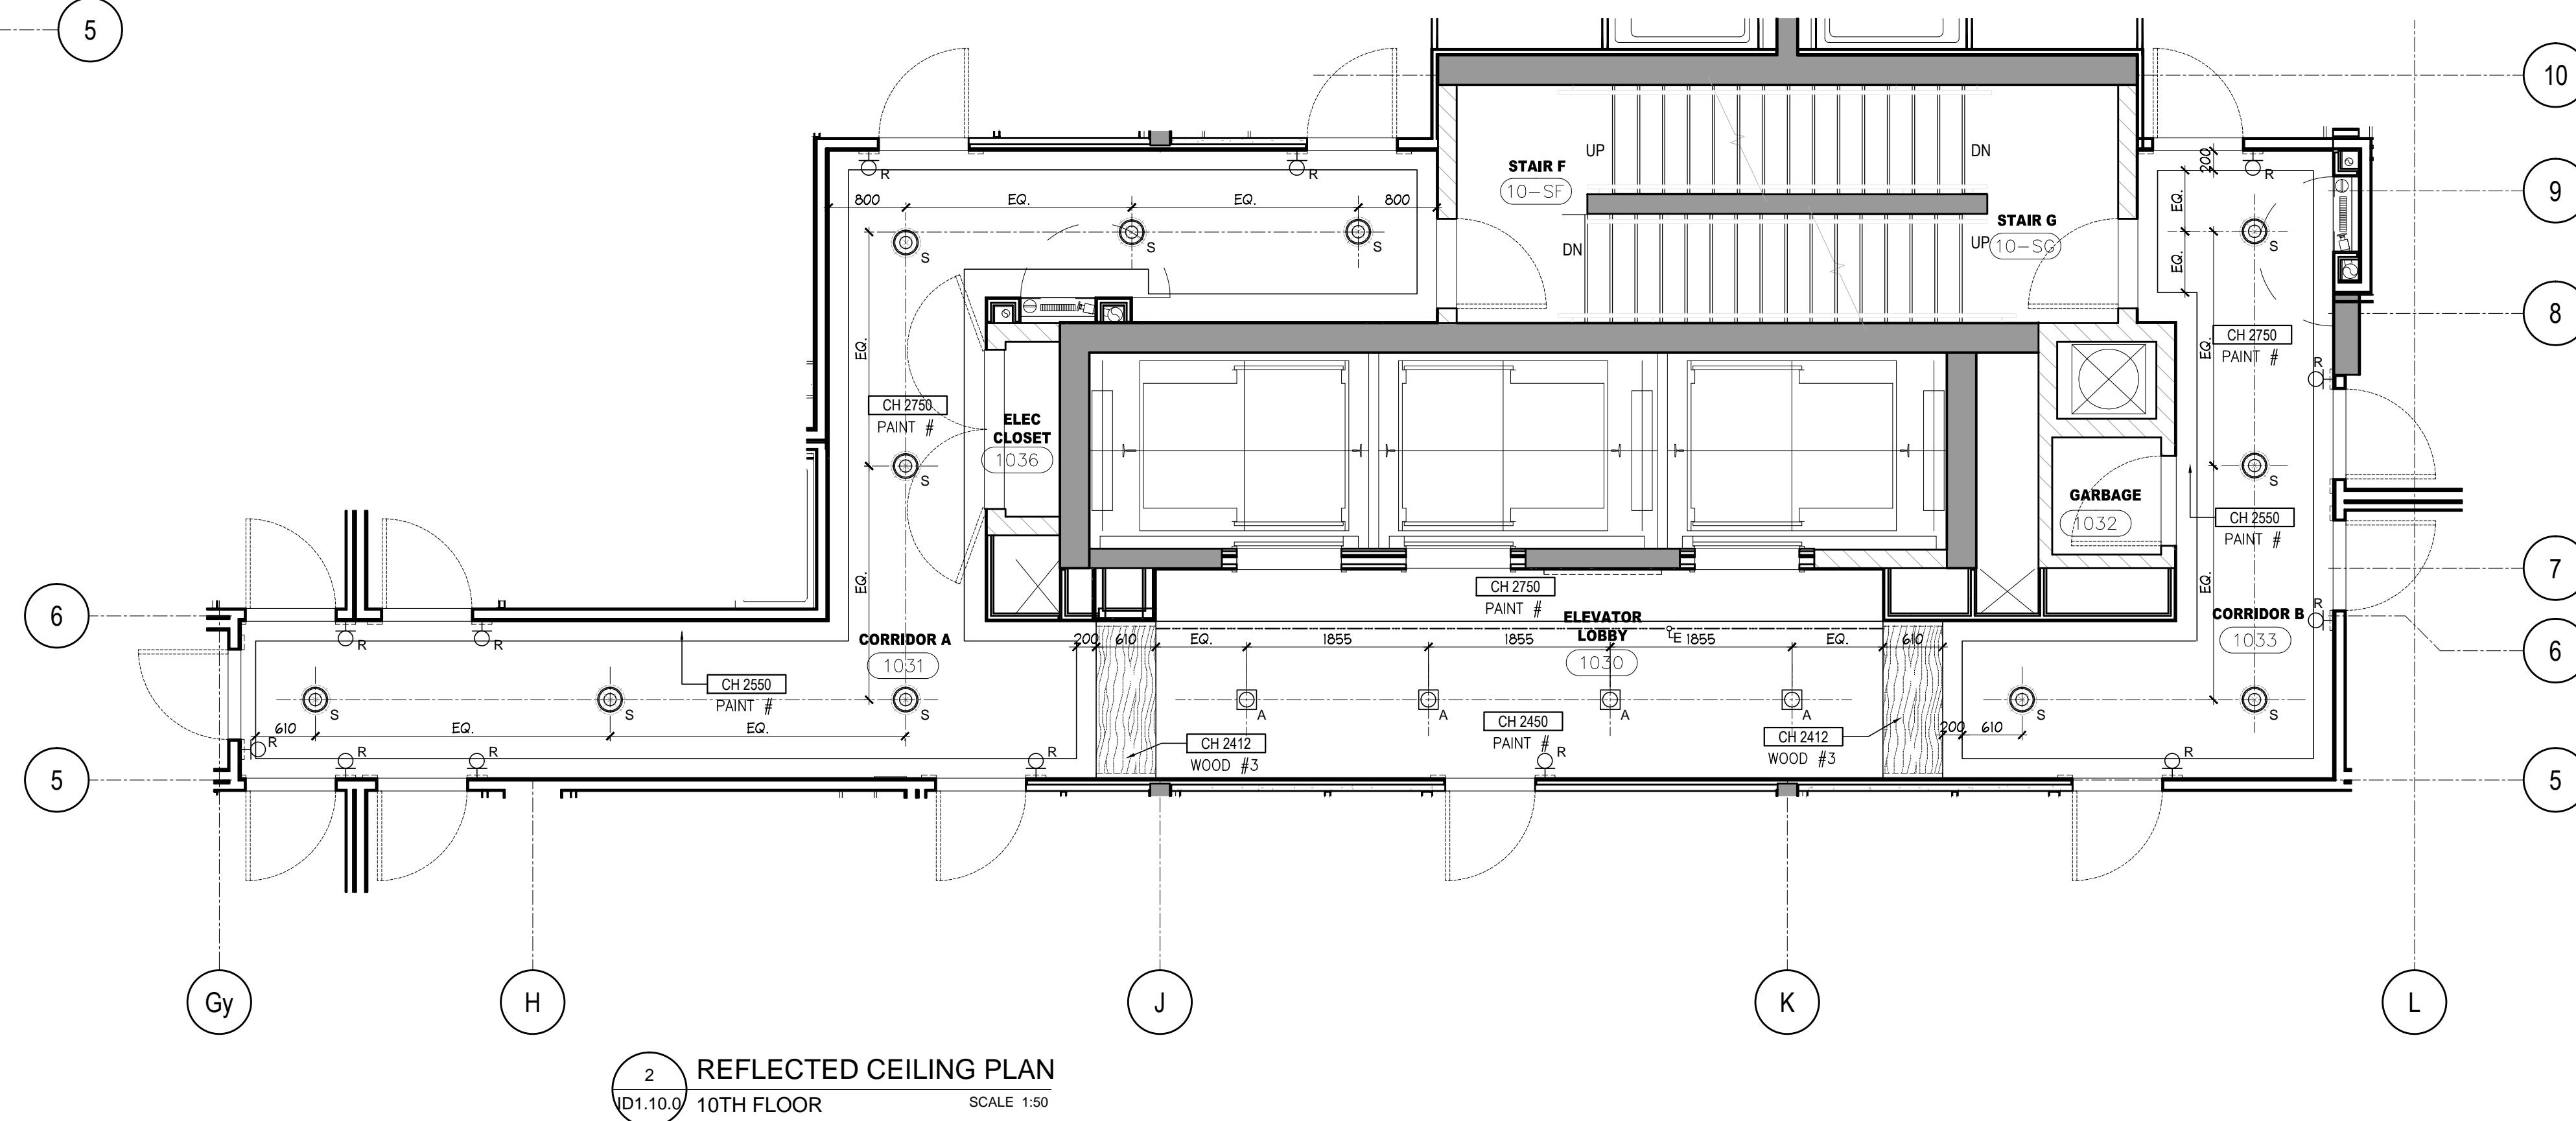 5
10
9
8
7
6
5
6
5
STAIR F
10-SF
UP
DN
DN
UP
STAIR G
10-SG
R
R
R
800
EQ.
EQ.
800
200
EQ.
EQ.
S
S
S
S
EQ.
CH 2750
PAINT #
S
ELEC
CLOSET
1036
EQ.
EQ.
CH 2750
PAINT #
R
S
GARBAGE
1032
CH 2550
PAINT #
EQ.
CH 2750
PAINT #
R
R
R
CORRIDOR A
1031
ELEVATOR
LOBBY
1030
CORRIDOR B
1033
200
610
EQ.
1855
1855
E
1855
EQ.
610
CH 2550
PAINT #
S
S
S
A
A
A
A
S
S
610
EQ.
EQ.
CH 2412
WOOD #3
CH 2450
PAINT #
CH 2412
WOOD #3
200
610
R
R
R
R
R
R
Gy
H
J
K
L
2
ID1.10.0
REFLECTED CEILING PLAN
10TH FLOOR
SCALE 1:50